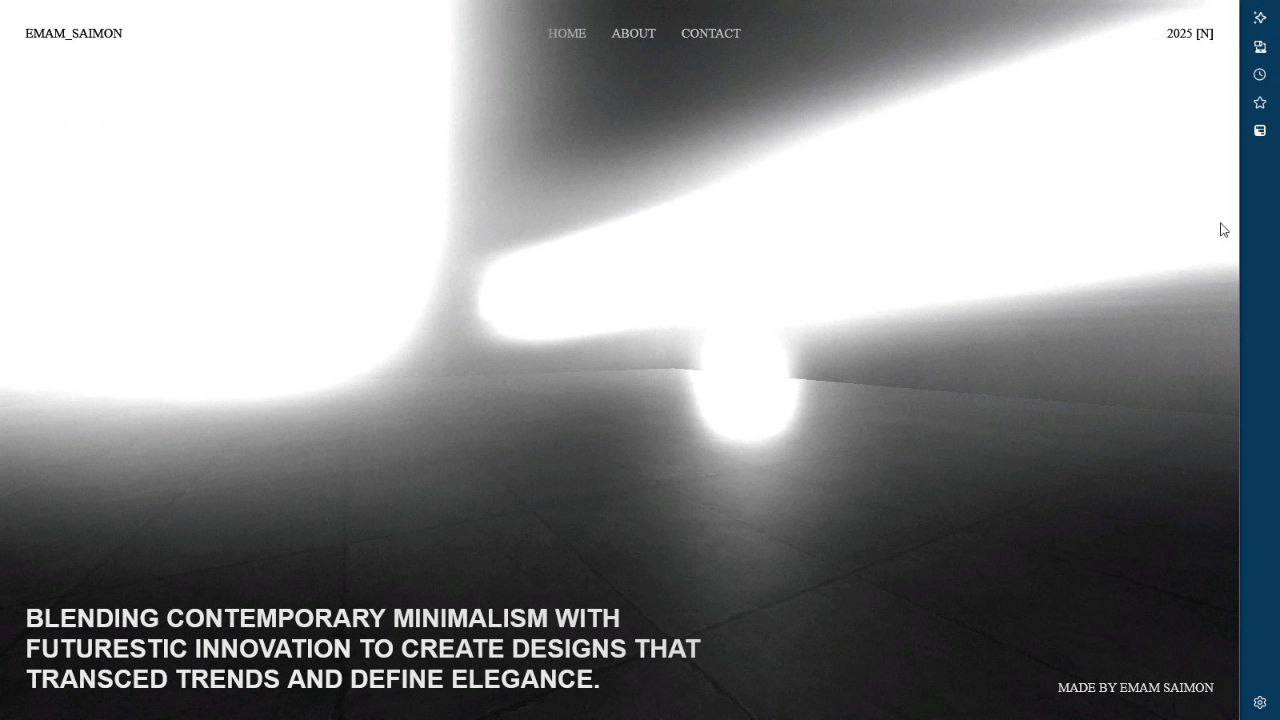 EMAM_SAIMON
HOME ABOUT CONTACT
2025 [N]
BLENDING CONTEMPORARY MINIMALISM WITH
FUTURESTIC INNOVATION TO CREATE DESIGNS THAT
TRANSCED TRENDS AND DEFINE ELEGANCE.
MADE BY EMAM SAIMON